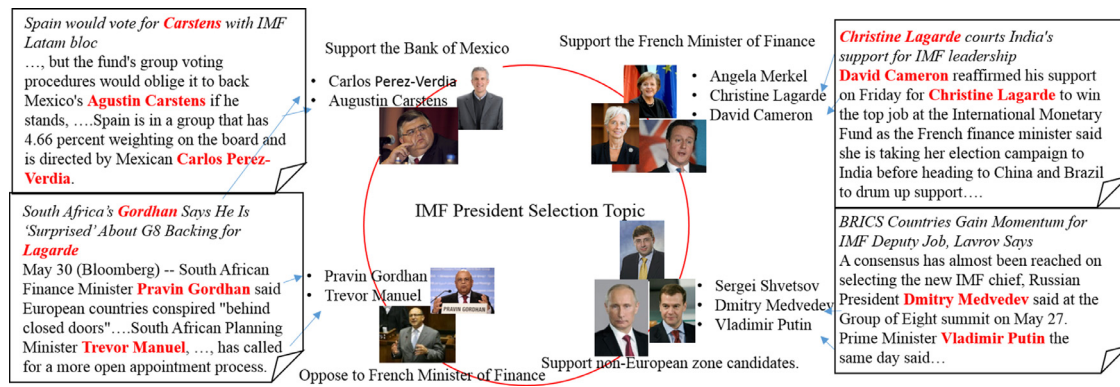 Spain would vote for Carstens with IMF
Latam bloc
…, but the fund's group voting
procedures would oblige it to back
Mexico's Agustin Carstens if he
stands, ….Spain is in a group that has
4.66 percent weighting on the board and
is directed by Mexican Carlos Perez-
Verdia.
South Africa's Gordhan Says He Is
'Surprised' About G8 Backing for
Lagarde
May 30 (Bloomberg) -- South African
Finance Minister Pravin Gordhan said
European countries conspired "behind
closed doors"….South African Planning
Minister Trevor Manuel, …, has called
for a more open appointment process.
Support the Bank of Mexico
• Carlos Perez-Verdia
• Augustin Carstens
Support the French Minister of Finance
• Angela Merkel
• Christine Lagarde
• David Cameron
IMF President Selection Topic
• Pravin Gordhan
• Trevor Manuel
PRAVIN GORDHAN
Oppose to French Minister of Finance
• Sergei Shvetsov
• Dmitry Medvedev
• Vladimir Putin
Support non-European zone candidates.
Christine Lagarde courts India's
support for IMF leadership
David Cameron reaffirmed his support
on Friday for Christine Lagarde to win
the top job at the International Monetary
Fund as the French finance minister said
she is taking her election campaign to
India before heading to China and Brazil
to drum up support….
BRICS Countries Gain Momentum for
IMF Deputy Job, Lavrov Says
A consensus has almost been reached on
selecting the new IMF chief, Russian
President Dmitry Medvedev said at the
Group of Eight summit on May 27.
Prime Minister Vladimir Putin the
same day said…